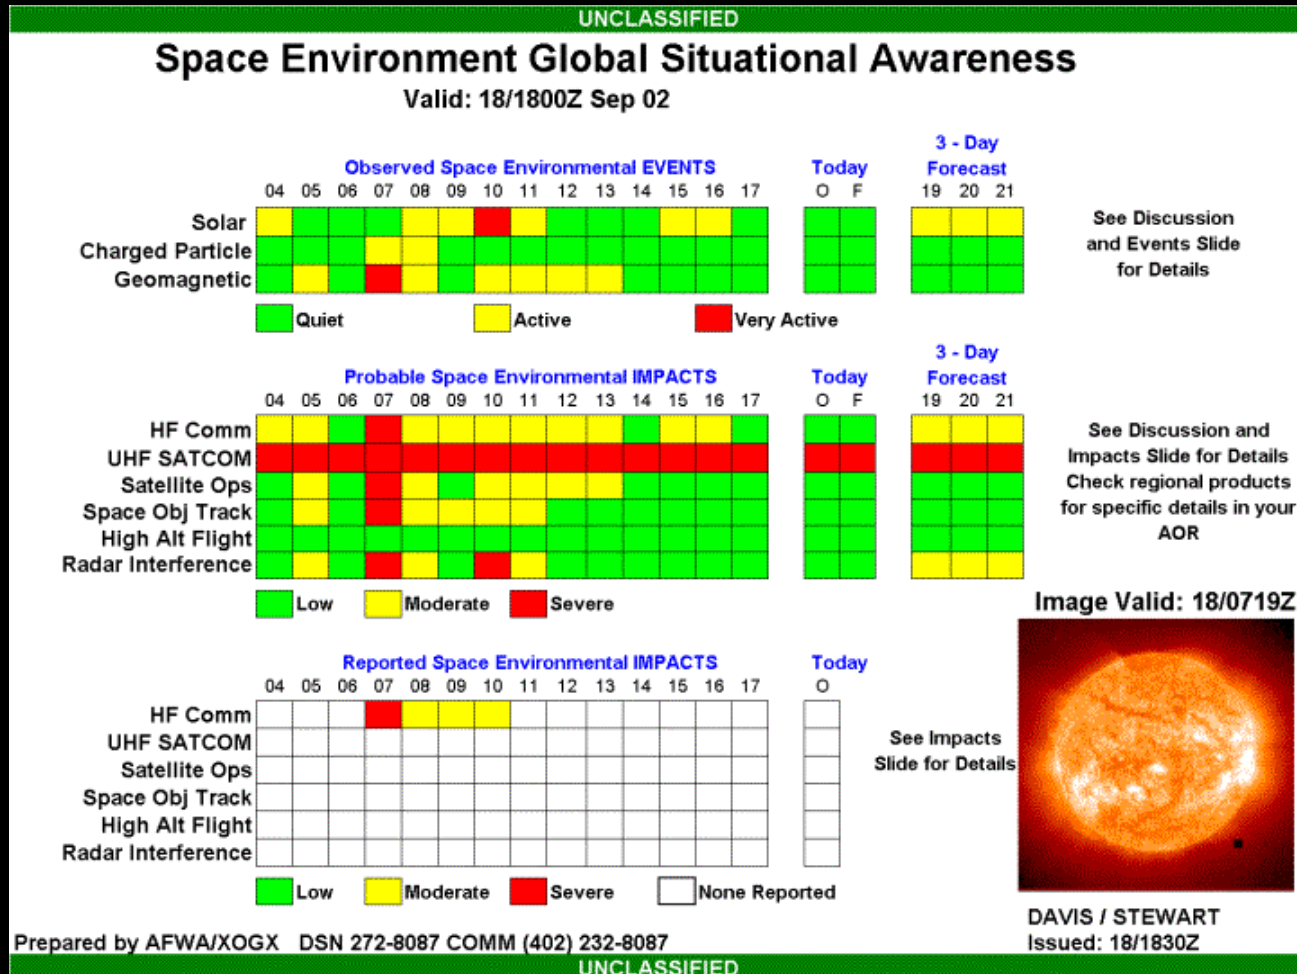 UNCLASSIFIED
Space Environment Global Situational Awareness
Valid: 18/1800Z Sep 02
3 - Day
Observed Space Environmental EVENTS Today Forecast
04 05 06 07 08 09 10 11 12 13 14 15 16 17 O F 19 20 21
Solar
Charged Particle
Geomagnetic
See Discussion
and Events Slide
for Details
Quiet Active Very Active
3 - Day
Probable Space Environmental IMPACTS Today Forecast
04 05 06 07 08 09 10 11 12 13 14 15 16 17 O F 19 20 21
HF Comm
UHF SATCOM
Satellite Ops
Space Obj Track
High Alt Flight
Radar Interference
See Discussion and
Impacts Slide for Details
Check regional products
for specific details in your
AOR
Low Moderate Severe
Image Valid: 18/0719Z
Reported Space Environmental IMPACTS Today
04 05 06 07 08 09 10 11 12 13 14 15 16 17 O
HF Comm
UHF SATCOM
Satellite Ops
Space Obj Track
High Alt Flight
Radar Interference
See Impacts
Slide for Details
Low Moderate Severe None Reported
DAVIS / STEWART
Issued: 18/1830Z
Prepared by AFWA/XOGX DSN 272-8087 COMM (402) 232-8087
UNCLASSIFIED